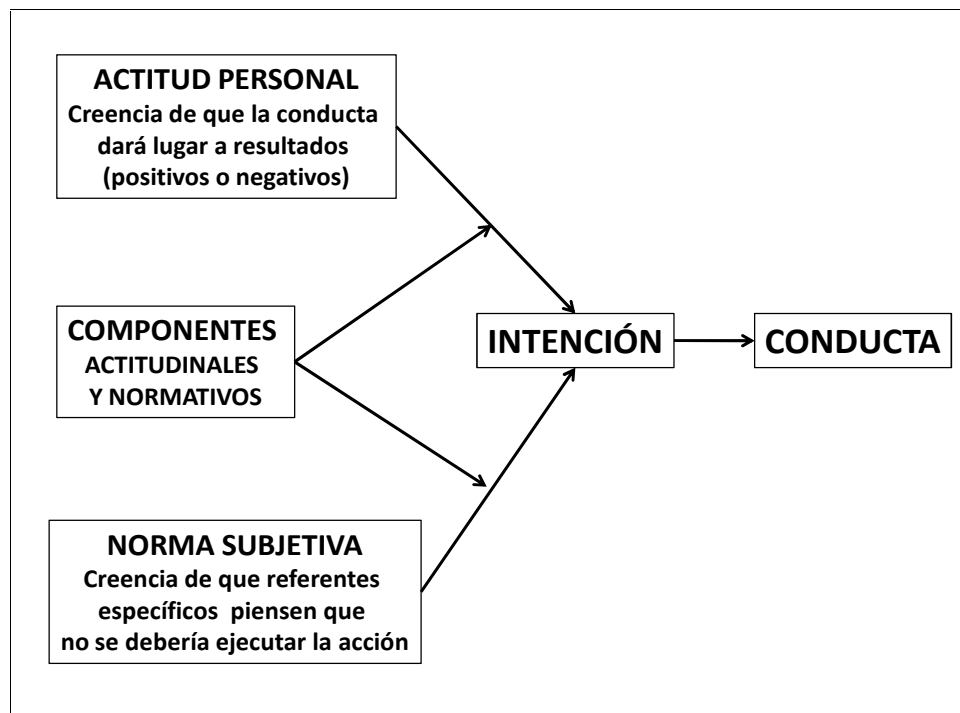 ACTITUD PERSONAL
Creencia de que la conducta
dará lugar a resultados
(positivos o negativos)
COMPONENTES
ACTITUDINALES
Y NORMATIVOS
INTENCIÓN
CONDUCTA
NORMA SUBJETIVA
Creencia de que referentes
específicos piensen que
no se debería ejecutar la acción